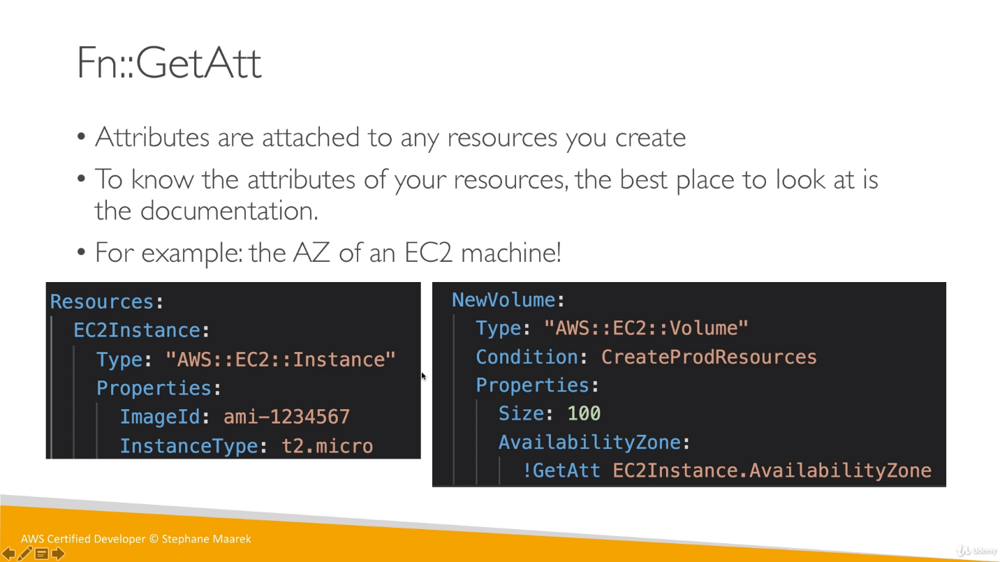 Fn::GetAtt
• Attributes are attached to any resources you create
• To know the attributes of your resources, the best place to look at is
the documentation.
• For example: the AZ of an EC2 machine!
Resources:
EC2Instance:
Type: "AWS::EC2::Instance"
Properties:
ImageId: ami-1234567
InstanceType: t2.micro
NewVolume:
Type: "AWS::EC2::Volume"
Condition: CreateProdResources
Properties:
Size: 100
AvailabilityZone:
!GetAtt EC2Instance.AvailabilityZone
AWS Certified Developer © Stephane Maarek
Udemy